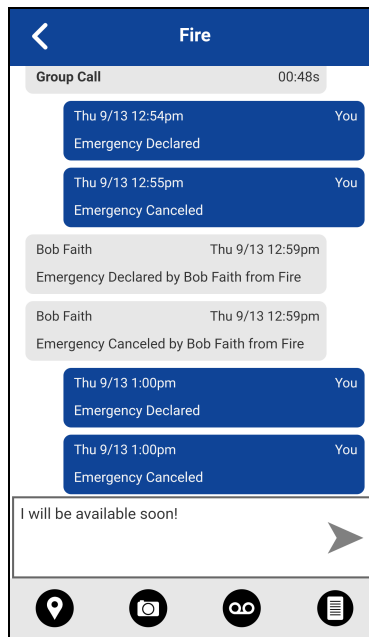 Fire
Group Call 00:48s
Thu 9/13 12:54pm You
Emergency Declared
Thu 9/13 12:55pm You
Emergency Canceled
Bob Faith Thu 9/13 12:59pm
Emergency Declared by Bob Faith from Fire
Bob Faith Thu 9/13 12:59pm
Emergency Canceled by Bob Faith from Fire
Thu 9/13 1:00pm You
Emergency Declared
Thu 9/13 1:00pm You
Emergency Canceled
I will be available soon!